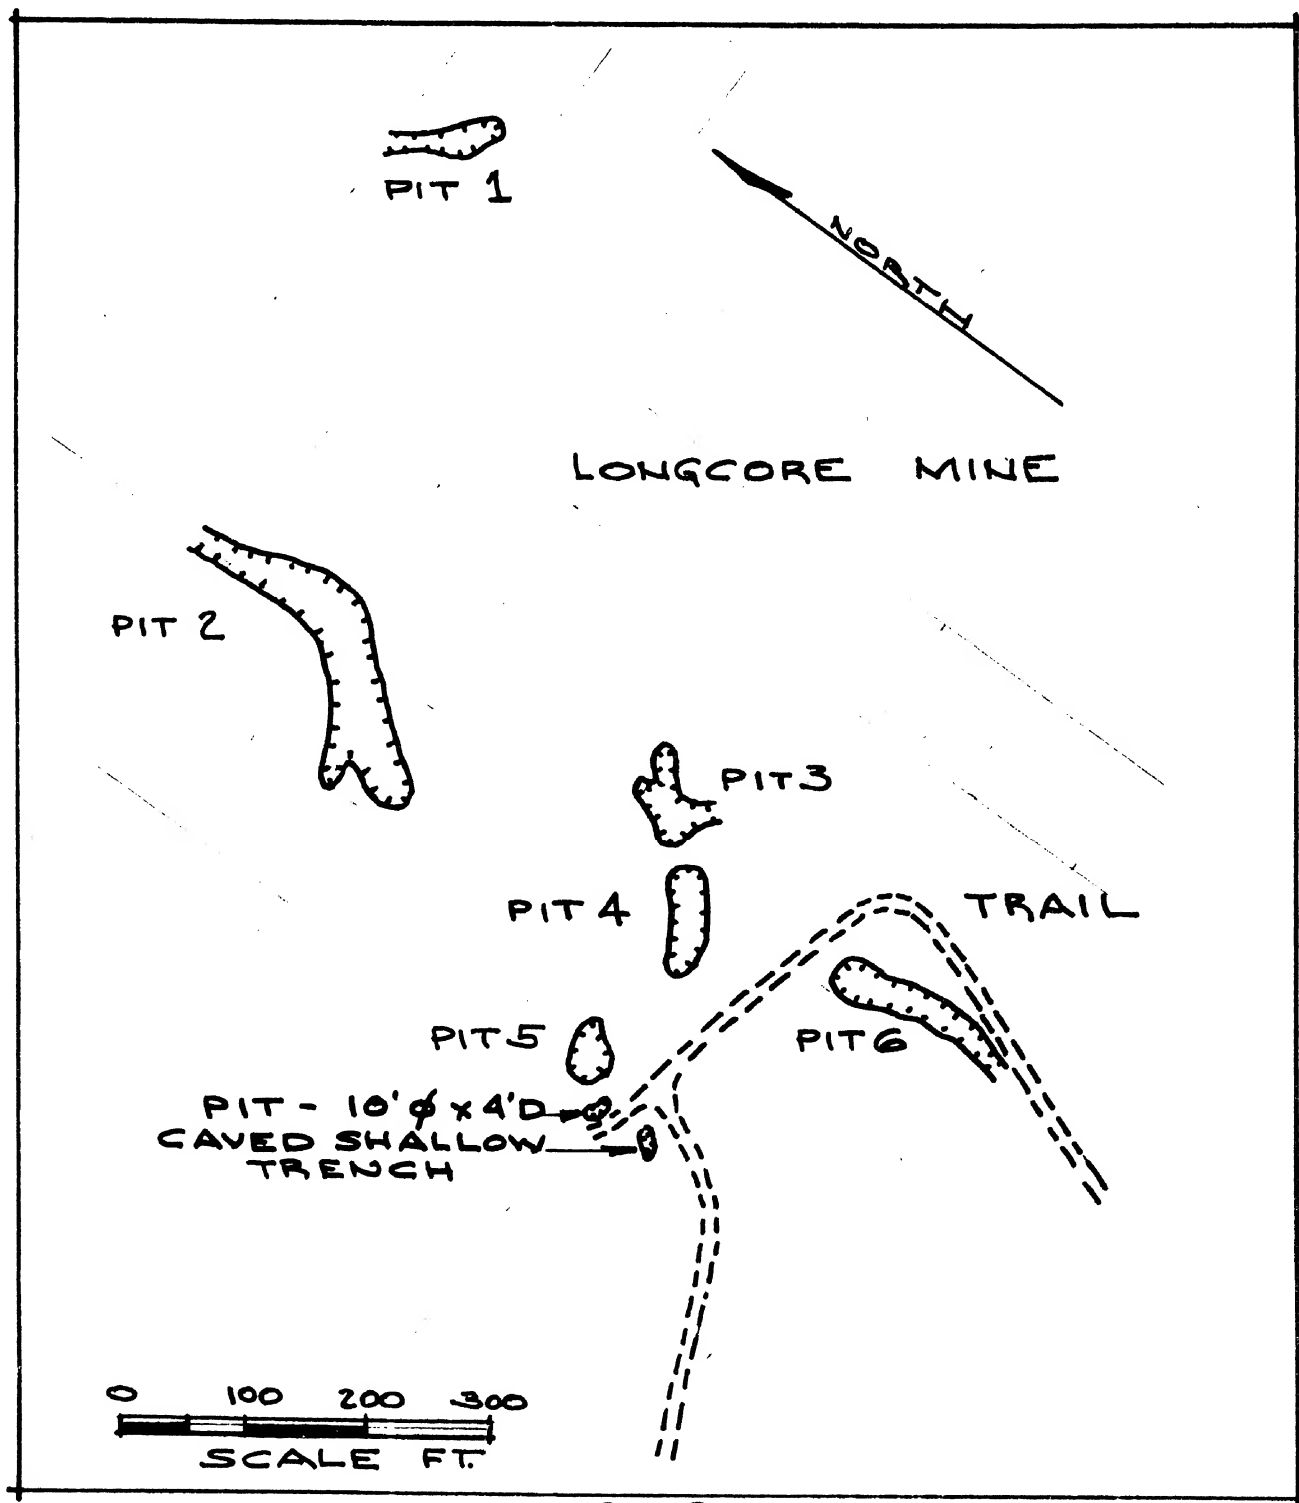 PIT 1
NORTH
LONGCORE MINE
PIT 2
PIT 3
PIT 4
TRAIL
PIT 5
PIT 6
PIT - 10' ϕ x 4'D
CAVED SHALLOW
TRENCH
0 100 200 300
SCALE FT.